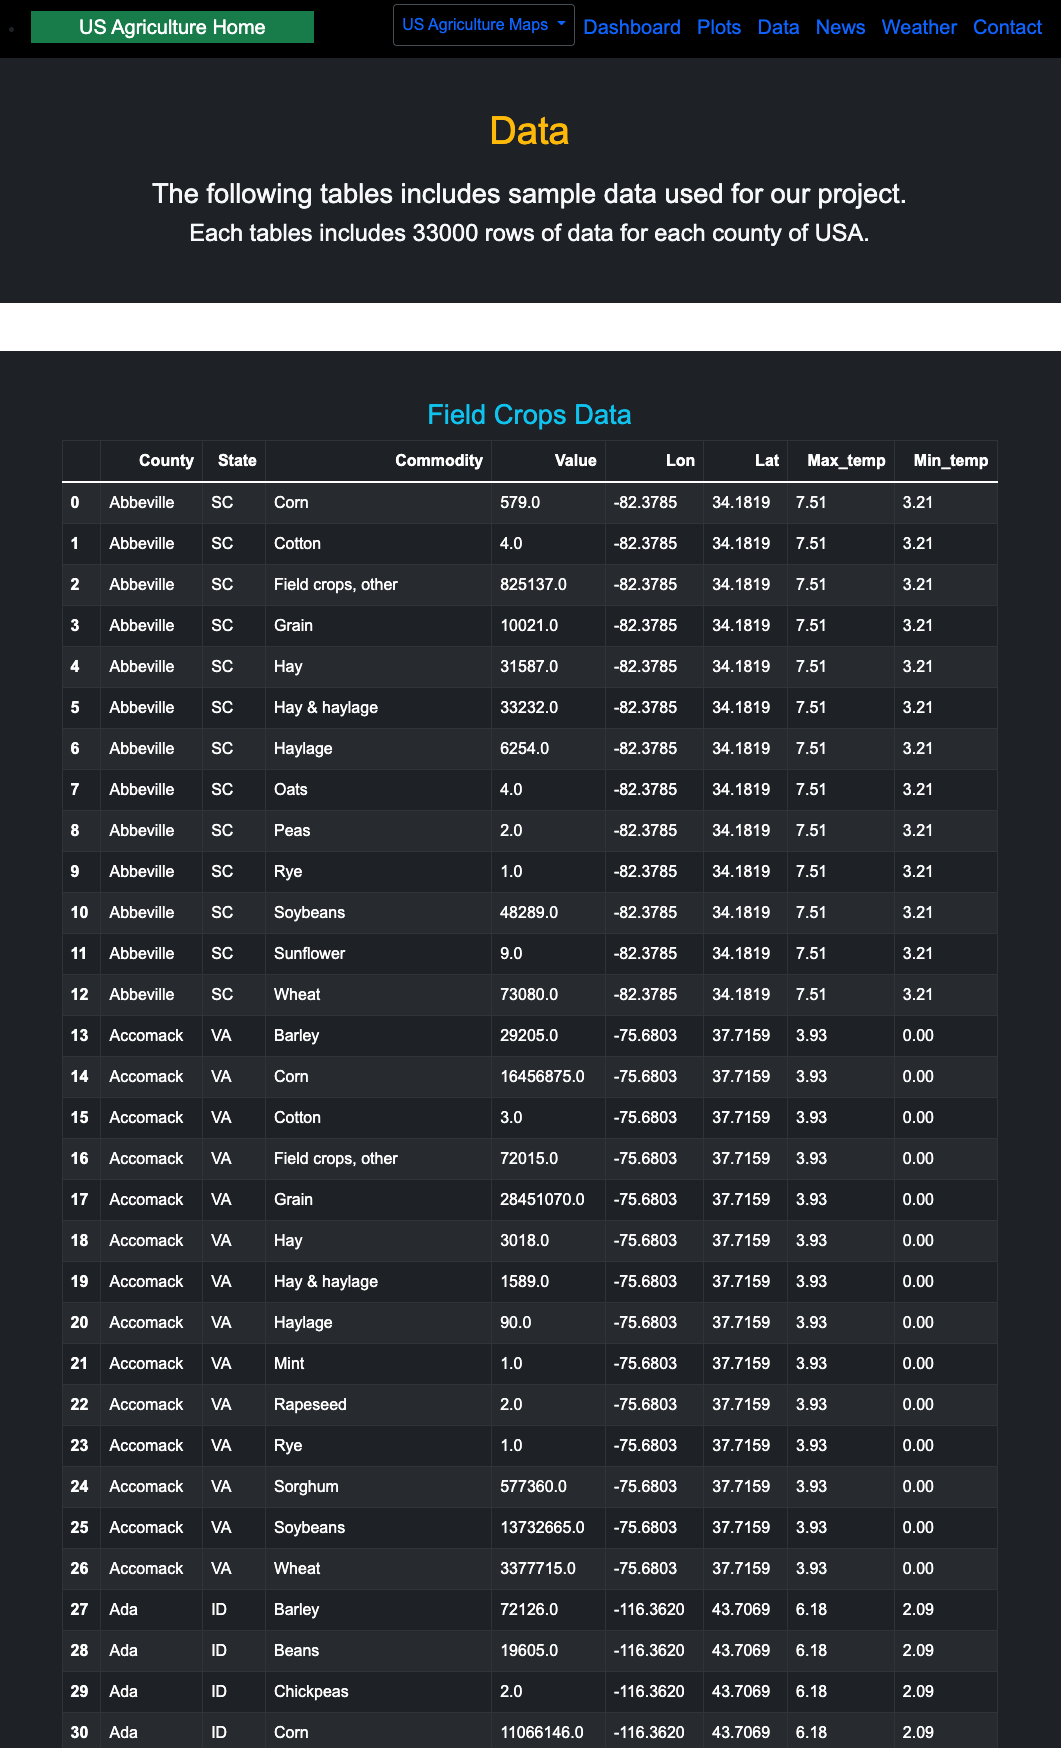 US Agriculture Home US Agriculture Maps Dashboard Plots Data News Weather Contact
Data
The following tables includes sample data used for our project.
Each tables includes 33000 rows of data for each county of USA.
Field Crops Data
County State Commodity Value Lon Lat Max_temp Min_temp
0 Abbeville SC Corn 579.0 -82.3785 34.1819 7.51 3.21
1 Abbeville SC Cotton 4.0 -82.3785 34.1819 7.51 3.21
2 Abbeville SC Field crops, other 825137.0 -82.3785 34.1819 7.51 3.21
3 Abbeville SC Grain 10021.0 -82.3785 34.1819 7.51 3.21
4 Abbeville SC Hay 31587.0 -82.3785 34.1819 7.51 3.21
5 Abbeville SC Hay & haylage 33232.0 -82.3785 34.1819 7.51 3.21
6 Abbeville SC Haylage 6254.0 -82.3785 34.1819 7.51 3.21
7 Abbeville SC Oats 4.0 -82.3785 34.1819 7.51 3.21
8 Abbeville SC Peas 2.0 -82.3785 34.1819 7.51 3.21
9 Abbeville SC Rye 1.0 -82.3785 34.1819 7.51 3.21
10 Abbeville SC Soybeans 48289.0 -82.3785 34.1819 7.51 3.21
11 Abbeville SC Sunflower 9.0 -82.3785 34.1819 7.51 3.21
12 Abbeville SC Wheat 73080.0 -82.3785 34.1819 7.51 3.21
13 Accomack VA Barley 29205.0 -75.6803 37.7159 3.93 0.00
14 Accomack VA Corn 16456875.0 -75.6803 37.7159 3.93 0.00
15 Accomack VA Cotton 3.0 -75.6803 37.7159 3.93 0.00
16 Accomack VA Field crops, other 72015.0 -75.6803 37.7159 3.93 0.00
17 Accomack VA Grain 28451070.0 -75.6803 37.7159 3.93 0.00
18 Accomack VA Hay 3018.0 -75.6803 37.7159 3.93 0.00
19 Accomack VA Hay & haylage 1589.0 -75.6803 37.7159 3.93 0.00
20 Accomack VA Haylage 90.0 -75.6803 37.7159 3.93 0.00
21 Accomack VA Mint 1.0 -75.6803 37.7159 3.93 0.00
22 Accomack VA Rapeseed 2.0 -75.6803 37.7159 3.93 0.00
23 Accomack VA Rye 1.0 -75.6803 37.7159 3.93 0.00
24 Accomack VA Sorghum 577360.0 -75.6803 37.7159 3.93 0.00
25 Accomack VA Soybeans 13732665.0 -75.6803 37.7159 3.93 0.00
26 Accomack VA Wheat 3377715.0 -75.6803 37.7159 3.93 0.00
27 Ada ID Barley 72126.0 -116.3620 43.7069 6.18 2.09
28 Ada ID Beans 19605.0 -116.3620 43.7069 6.18 2.09
29 Ada ID Chickpeas 2.0 -116.3620 43.7069 6.18 2.09
30 Ada ID Corn 11066146.0 -116.3620 43.7069 6.18 2.09